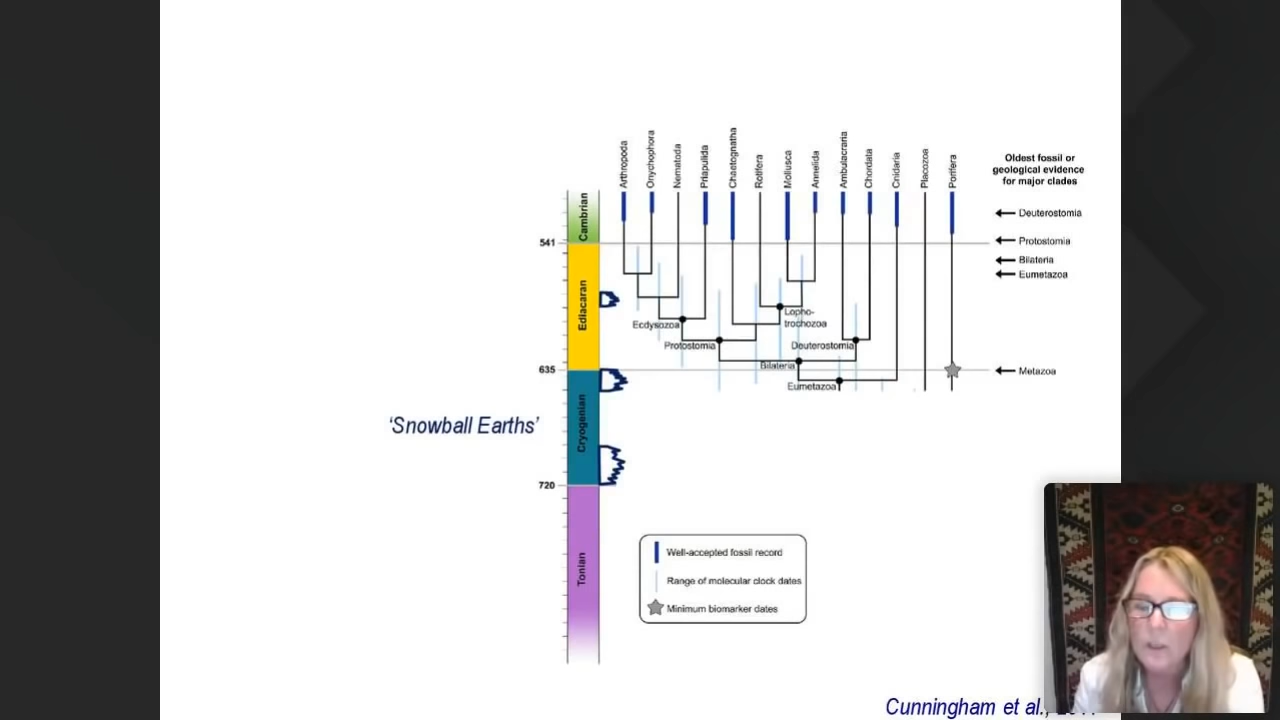 Arthropoda
Onychophora
Nematoda
Priapulida
Chaetognatha
Rotifera
Mollusca
Annelida
Ambulacraria
Chordata
Cnidaria
Placozoa
Porifera
Oldest fossil or
geological evidence
for major clades
Cambrian
Deuterostomia
541
Protostomia
Bilateria
Eumetazoa
Ediacaran
Ecdysozoa
Lopho-
trochozoa
Protostomia
Deuterostomia
Bilateria
635
Metazoa
Eumetazoa
Cryogenian
'Snowball Earths'
720
Tonian
Well-accepted fossil record
Range of molecular clock dates
Minimum biomarker dates
Cunningham et al.,